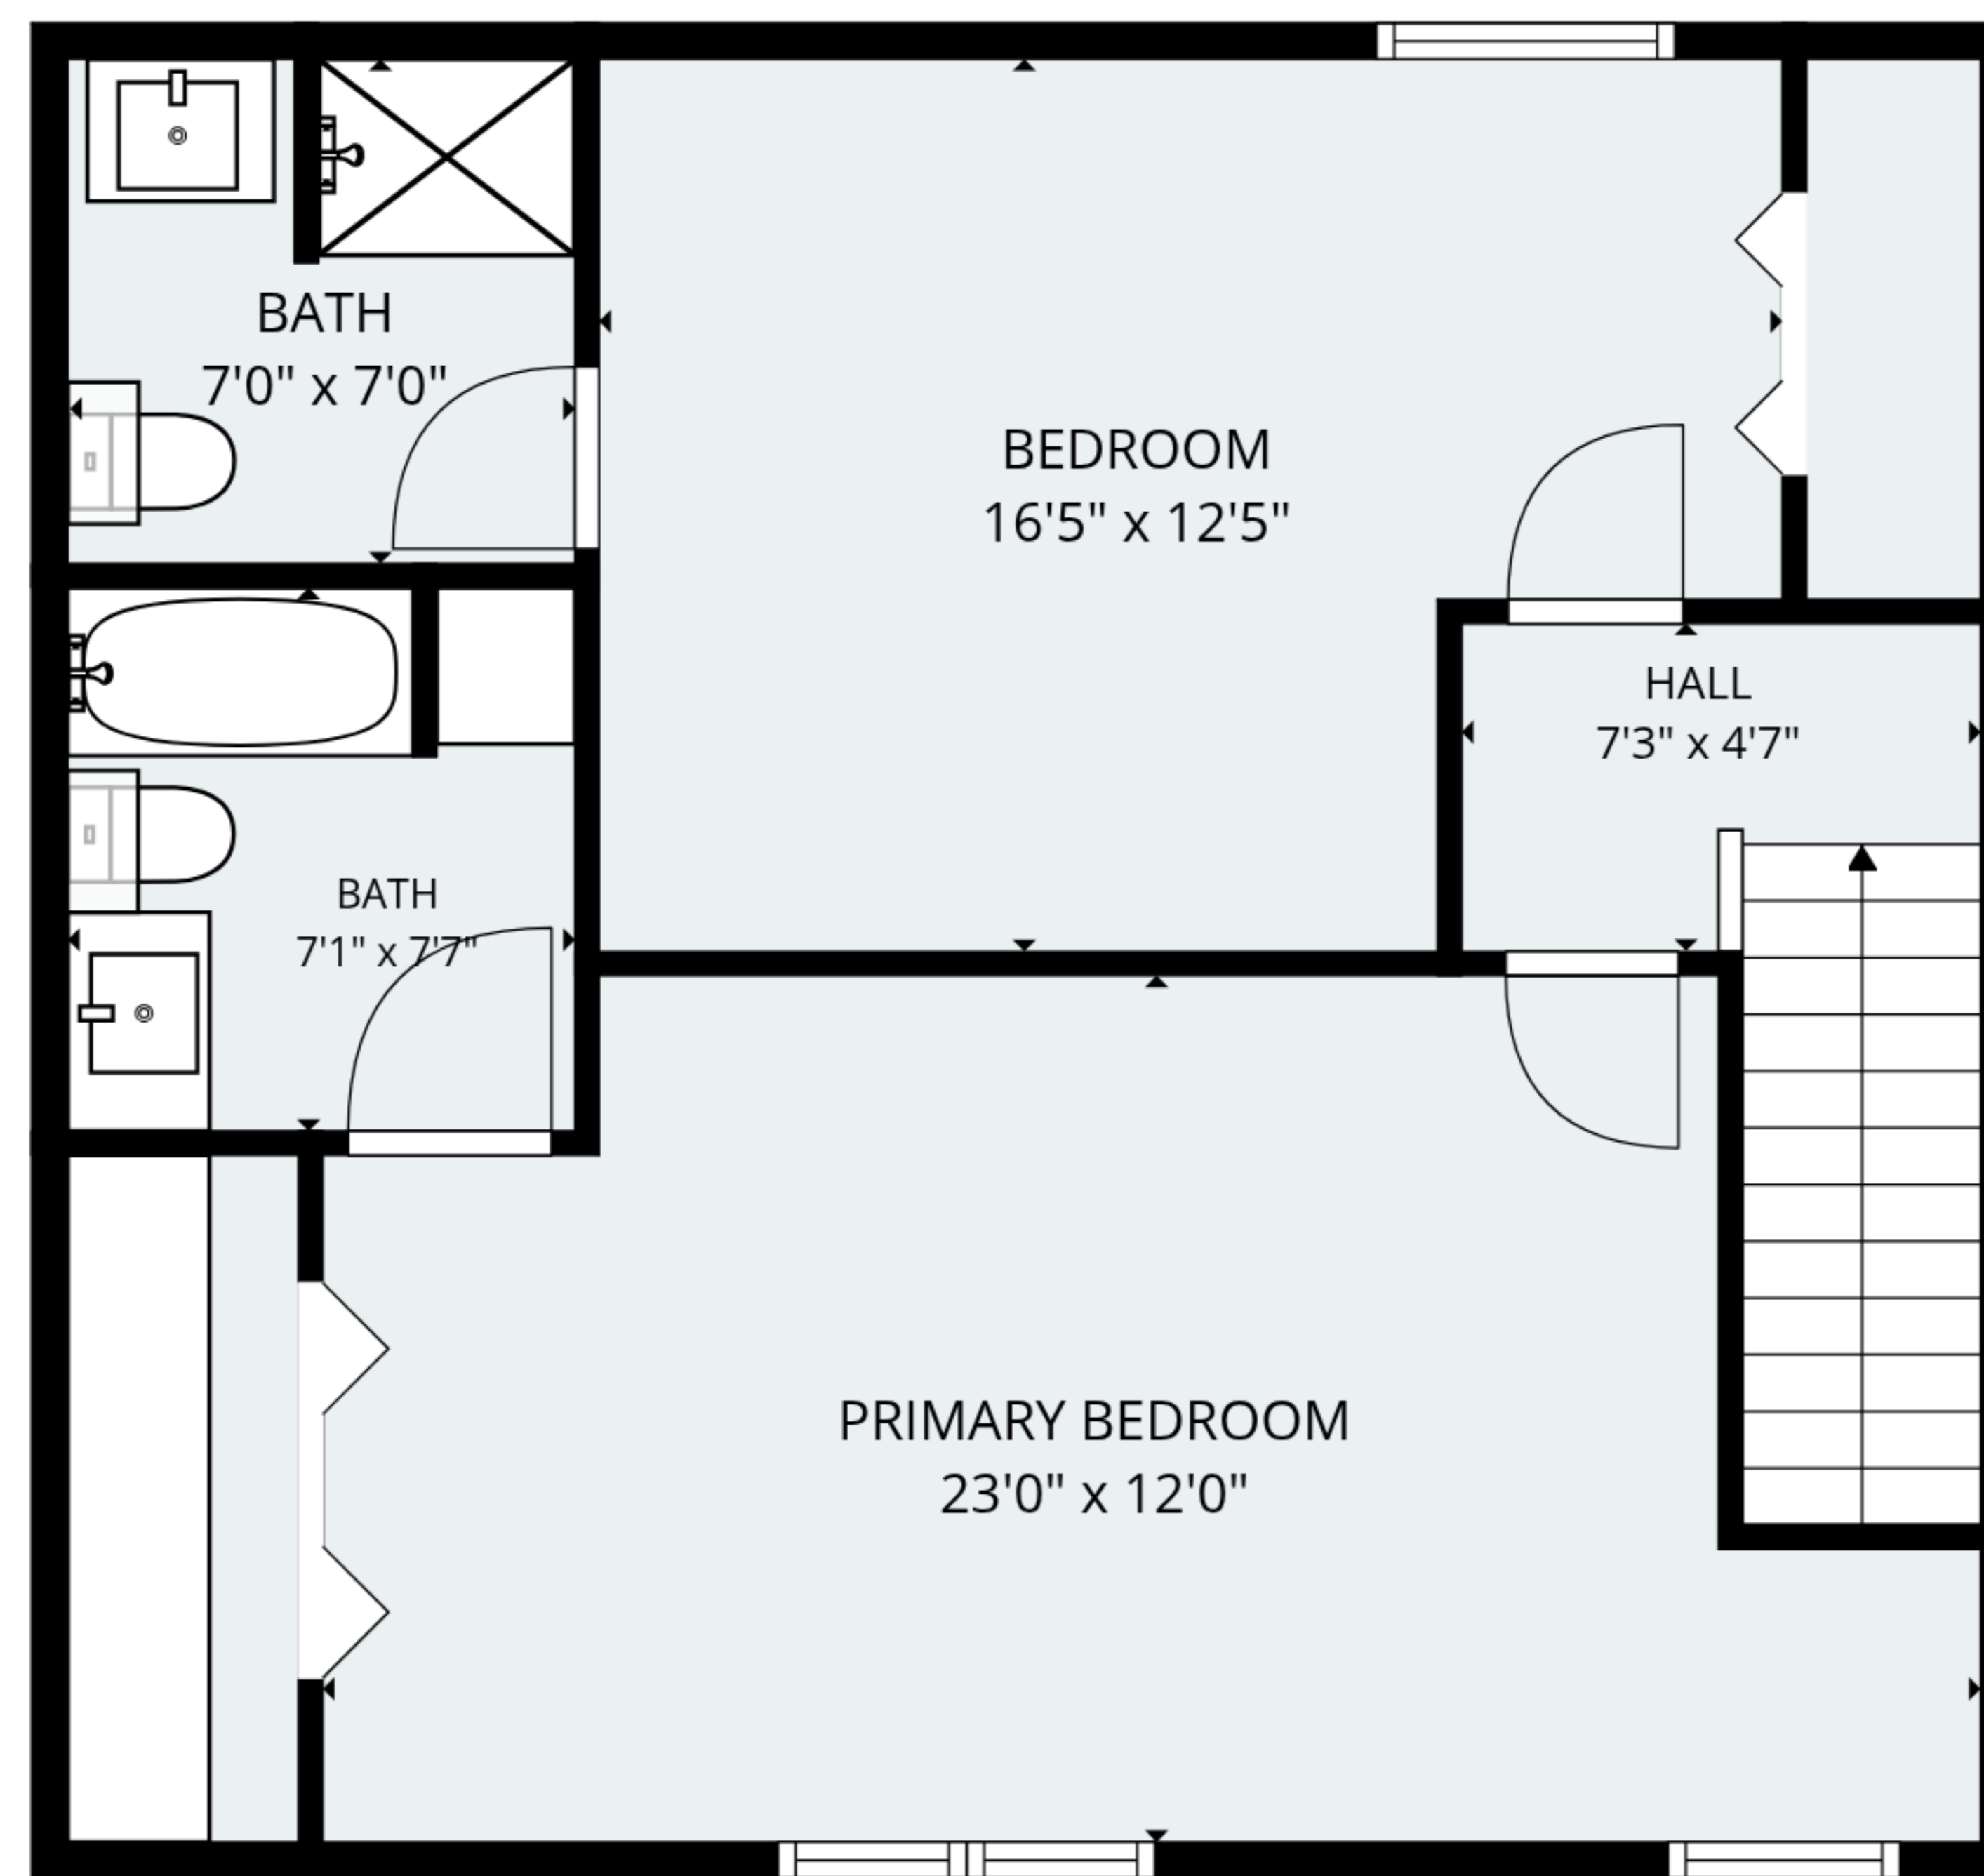 BATH
7'0" x 7'0"
BEDROOM
16'5" x 12'5"
HALL
7'3" x 4'7"
BATH
7'1" x 7'7"
PRIMARY BEDROOM
23'0" x 12'0"